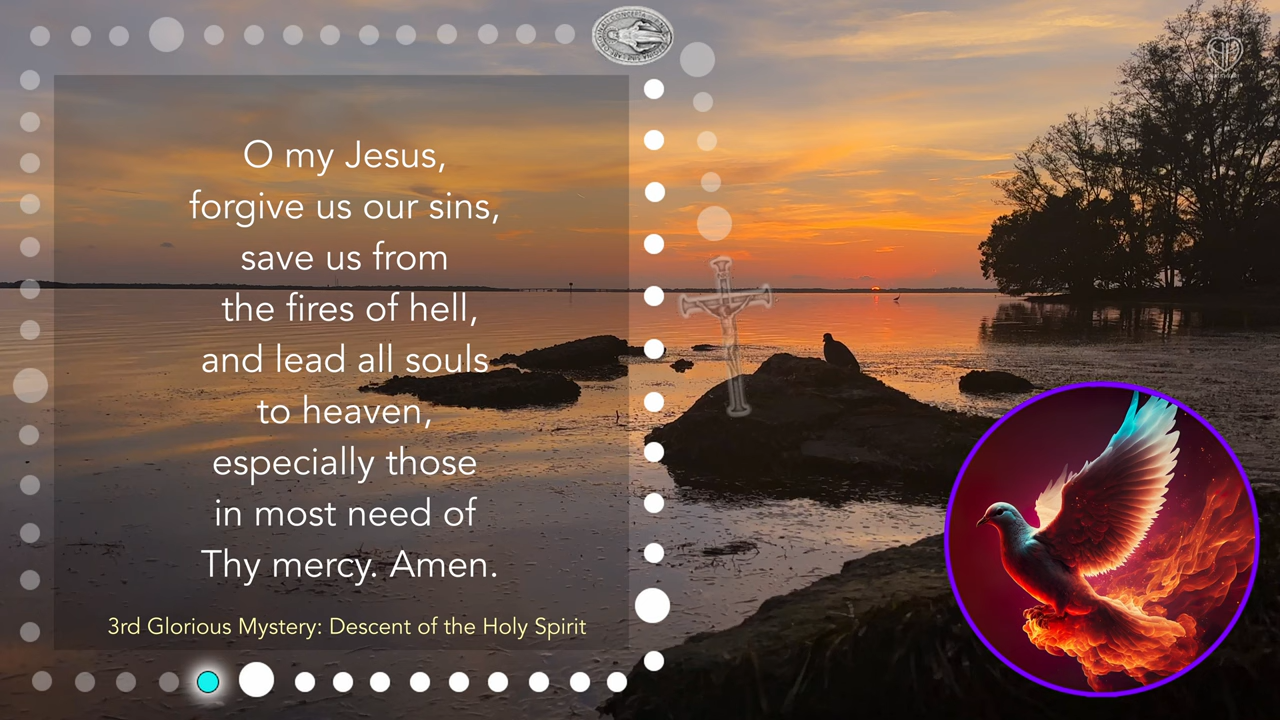 O my Jesus,
forgive us our sins,
save us from
the fires of hell,
and lead all souls
to heaven,
especially those
in most need of
Thy mercy. Amen.
3rd Glorious Mystery: Descent of the Holy Spirit